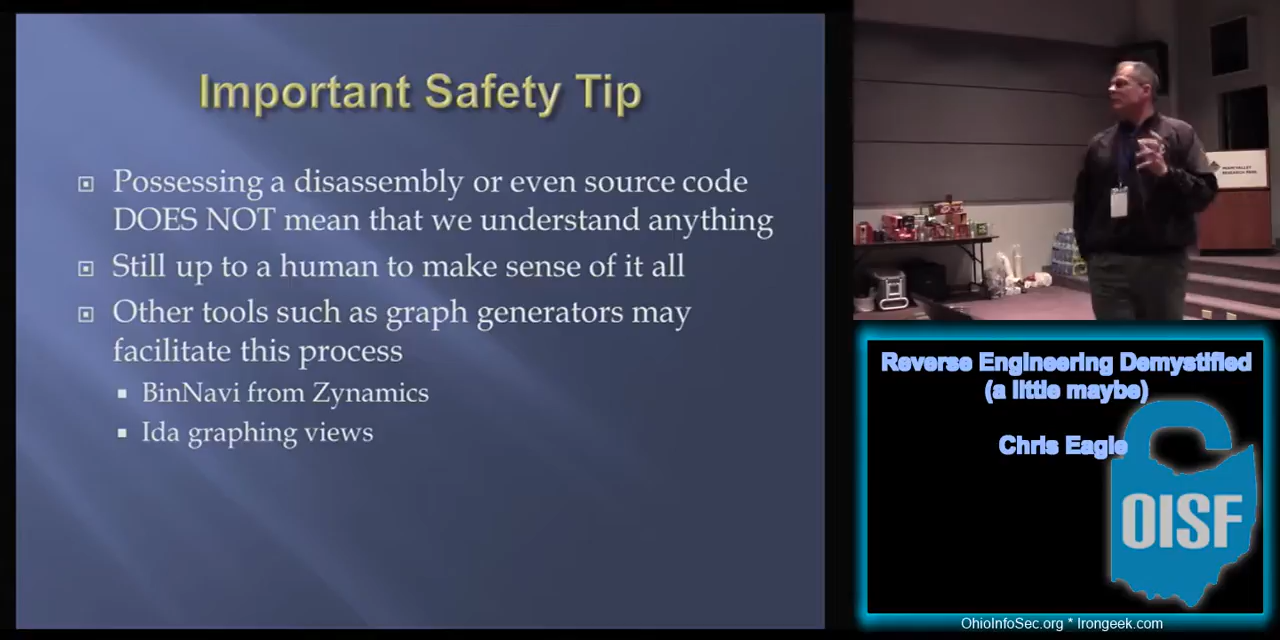 Important Safety Tip
Possessing a disassembly or even source code
DOES NOT mean that we understand anything
Still up to a human to make sense of it all
Other tools such as graph generators may
facilitate this process
BinNavi from Zynamics
Ida graphing views
Reverse Engineering Demystified
(a little maybe)
Chris Eagle
OISF
OhioInfoSec.org * Irongeek.com